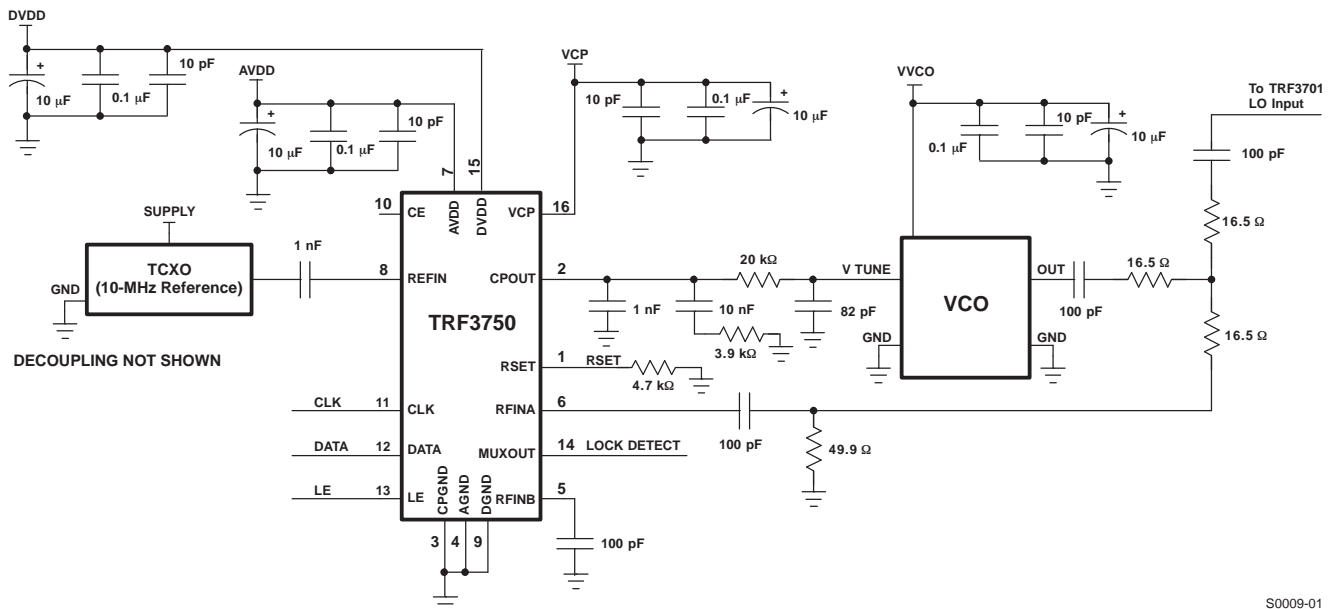 DVDD
10 pF
0.1 µF
10 µF
+
AVDD
10 pF
0.1 µF
10 µF
+
VCP
10 pF
0.1 µF
10 µF
+
VVCO
0.1 µF
10 pF
10 µF
+
To TRF3701
LO Input
100 pF
16.5 Ω
16.5 Ω
16.5 Ω
SUPPLY
TCXO
(10-MHz Reference)
GND
1 nF
DECOUPLING NOT SHOWN
7
15
10
CE
AVDD
DVDD
VCP
16
8
REFIN
CPOUT
2
TRF3750
1 nF
10 nF
20 kΩ
3.9 kΩ
82 pF
V TUNE
VCO
OUT
100 pF
GND
GND
RSET
1
RSET
4.7 kΩ
CLK
11
CLK
RFINA
6
100 pF
49.9 Ω
DATA
12
DATA
MUXOUT
14
LOCK DETECT
LE
13
LE
CPGND
AGND
DGND
RFINB
5
100 pF
3
4
9
S0009-01